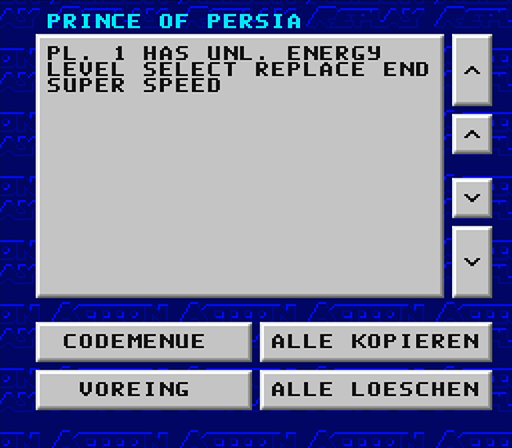 PRINCE OF PERSIA
PL. 1 HAS UNL. ENERGY
LEVEL SELECT REPLACE END
SUPER SPEED
CODEMENUE
ALLE KOPIEREN
VOREING
ALLE LOESCHEN